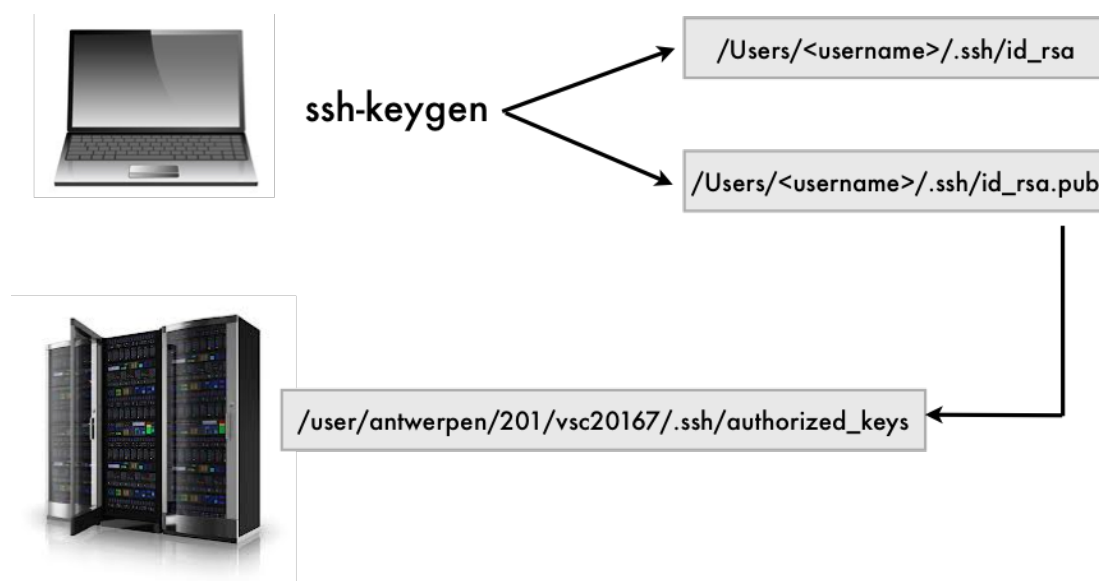 /Users/<username>/.ssh/id_rsa
ssh-keygen
/Users/<username>/.ssh/id_rsa.pub
/user/antwerpen/201/vsc20167/.ssh/authorized_keys